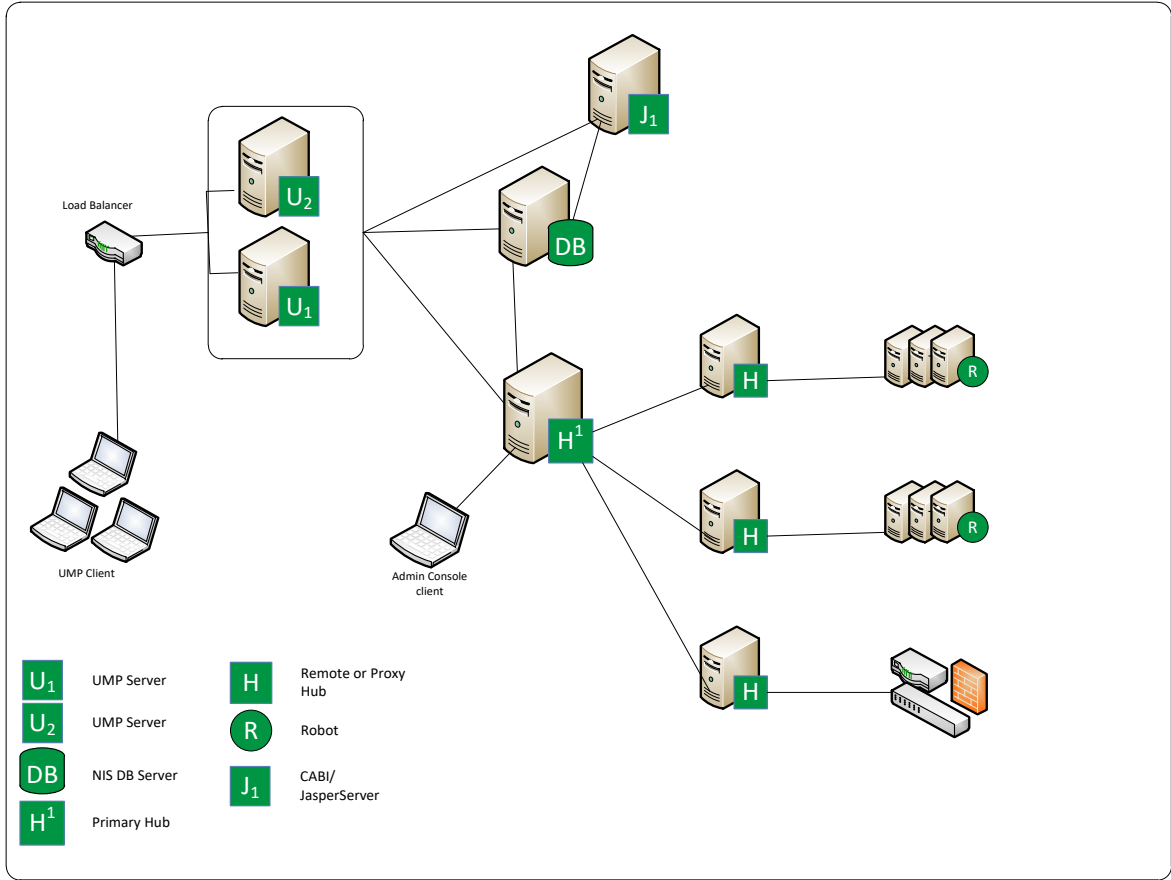 J₁
U₂
Load Balancer
DB
U₁
H
R
H¹
H
R
UMP Client
Admin Console
client
H
U₁
UMP Server
H
Remote or Proxy
Hub
U₂
UMP Server
R
Robot
DB
NIS DB Server
J₁
CABI/
JasperServer
H¹
Primary Hub